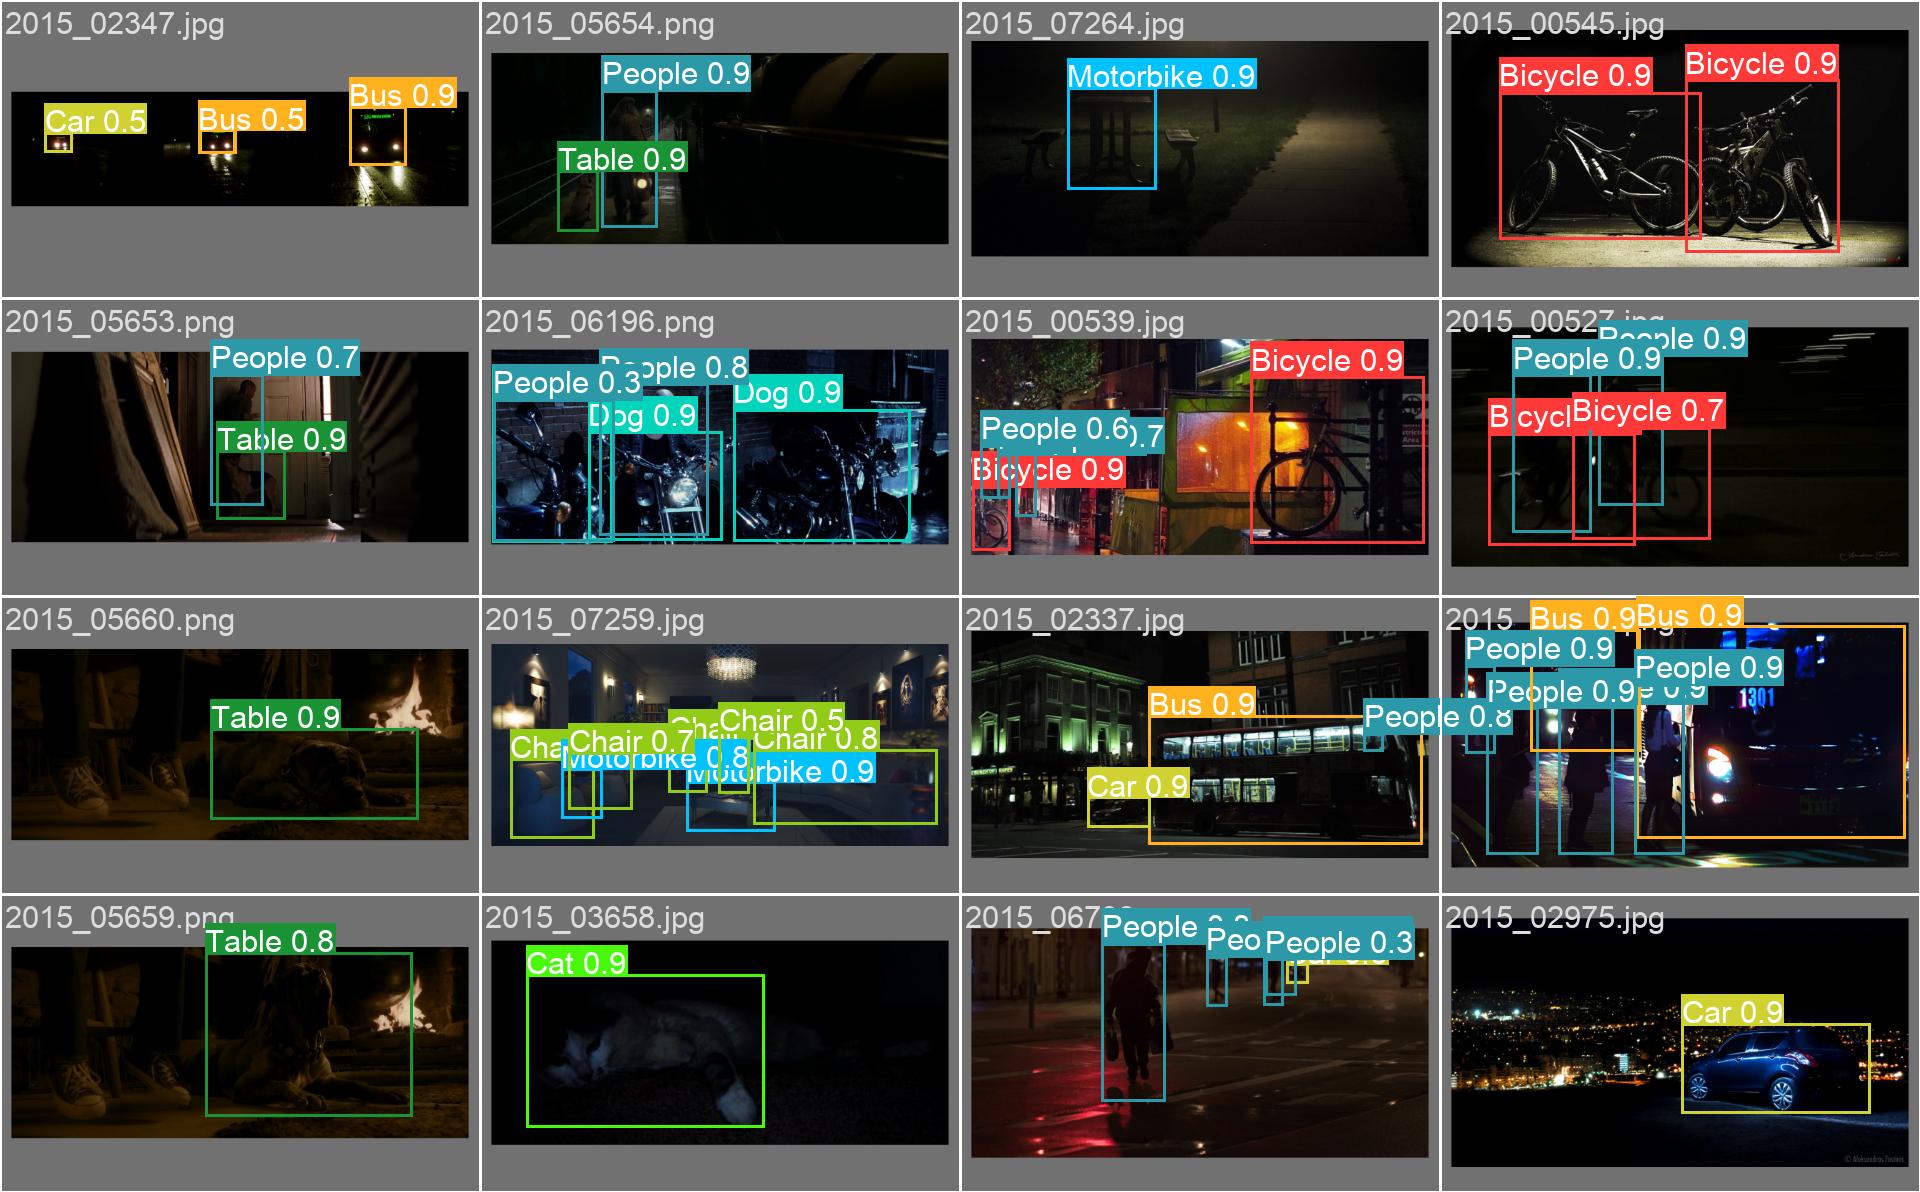 2015_02347.jpg
Car 0.5
Bus 0.5
Bus 0.9
2015_05654.png
People 0.9
Table 0.9
2015_07264.jpg
Motorbike 0.9
2015_00545.jpg
Bicycle 0.9
Bicycle 0.9
2015_05653.png
People 0.7
Table 0.9
2015_06196.png
People 0.3
People 0.8
Dog 0.9
Dog 0.9
2015_00539.jpg
Bicycle 0.9
People 0.6
0.7
Bicycle 0.9
2015_00527.jpg
People 0.9
People 0.9
Bicycl
Bicycle 0.7
2015_05660.png
Table 0.9
2015_07259.jpg
Cha
Chair 0.7
Cha
Chair 0.5
Chair 0.8
Motorbike 0.8
Motorbike 0.9
2015_02337.jpg
Bus 0.9
People 0.8
Car 0.9
2015_
Bus 0.9
Bus 0.9
People 0.9
People 0.9
People 0.9
e 0.9
1301
2015_05659.png
Table 0.8
2015_03658.jpg
Cat 0.9
2015_067
People
Peo
People 0.3
2015_02975.jpg
Car 0.9